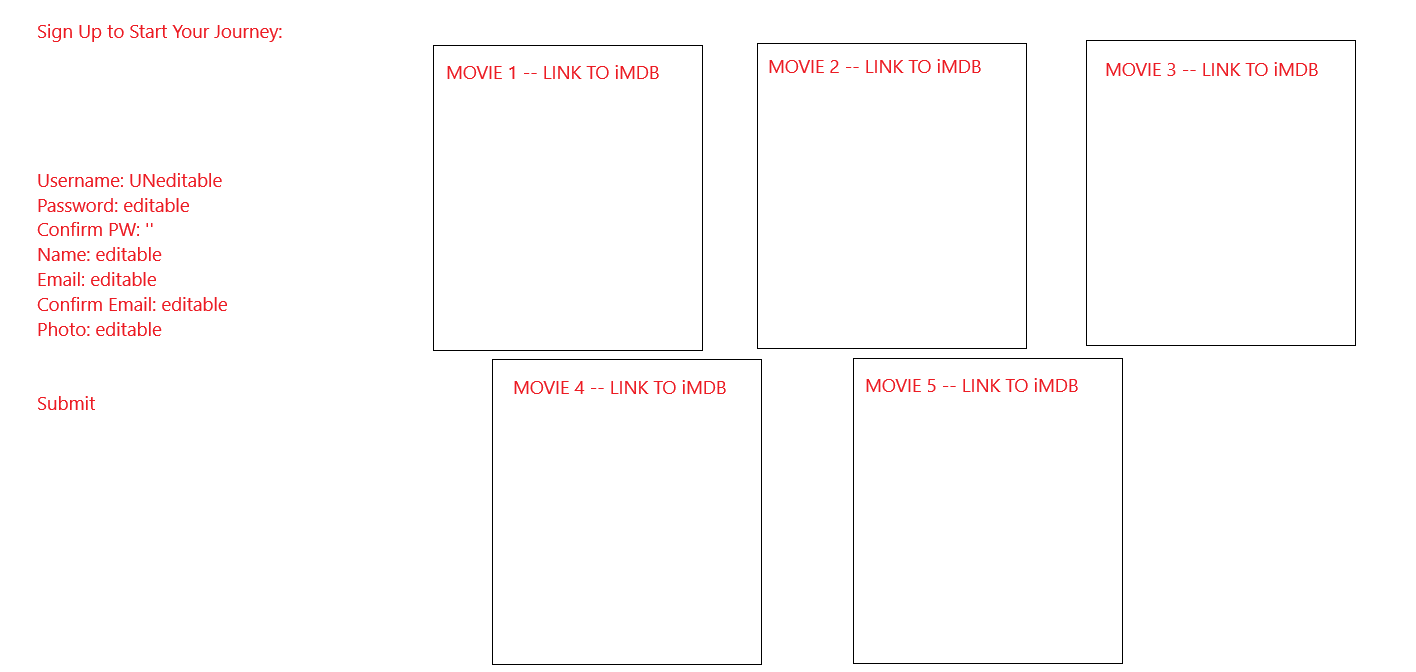 Sign Up to Start Your Journey:
MOVIE 1 -- LINK TO iMDB
MOVIE 2 -- LINK TO iMDB
MOVIE 3 -- LINK TO iMDB
Username: UNeditable
Password: editable
Confirm PW: ''
Name: editable
Email: editable
Confirm Email: editable
Photo: editable
Submit
MOVIE 4 -- LINK TO iMDB
MOVIE 5 -- LINK TO iMDB